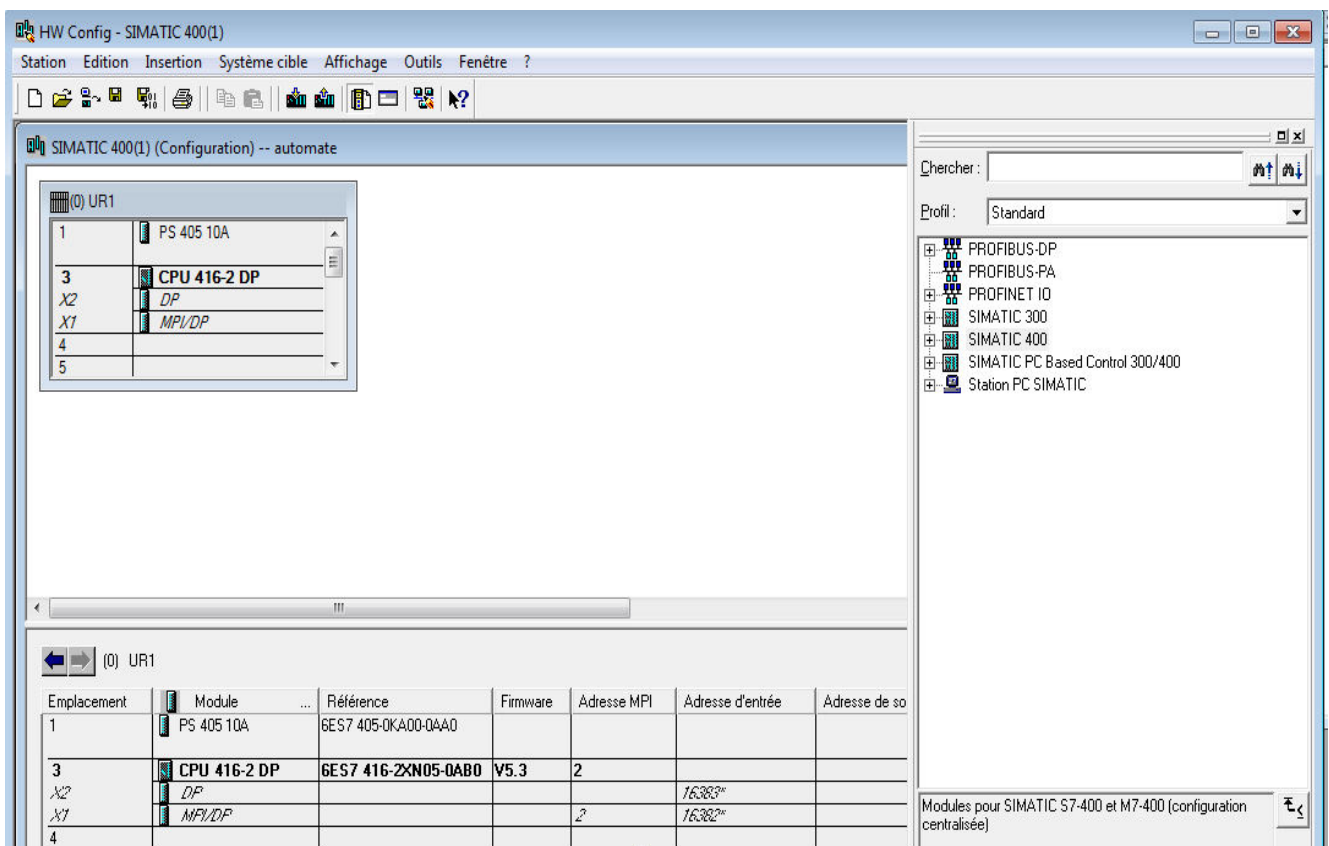 HW Config - SIMATIC 400(1)
Station Edition Insertion Système cible Affichage Outils Fenêtre ?
SIMATIC 400(1) (Configuration) -- automate
(0) UR1
1 PS 405 10A
3 CPU 416-2 DP
X2 DP
X1 MPI/DP
4
5
Chercher :
Profil : Standard
PROFIBUS-DP
PROFIBUS-PA
PROFINET IO
SIMATIC 300
SIMATIC 400
SIMATIC PC Based Control 300/400
Station PC SIMATIC
(0) UR1
Emplacement Module ... Référence Firmware Adresse MPI Adresse d'entrée Adresse de so
1 PS 405 10A 6ES7 405-0KA00-0AA0
3 CPU 416-2 DP 6ES7 416-2XN05-0AB0 V5.3 2
X2 DP 16383*
X1 MPI/DP 2 16382*
4
Modules pour SIMATIC S7-400 et M7-400 (configuration
centralisée)